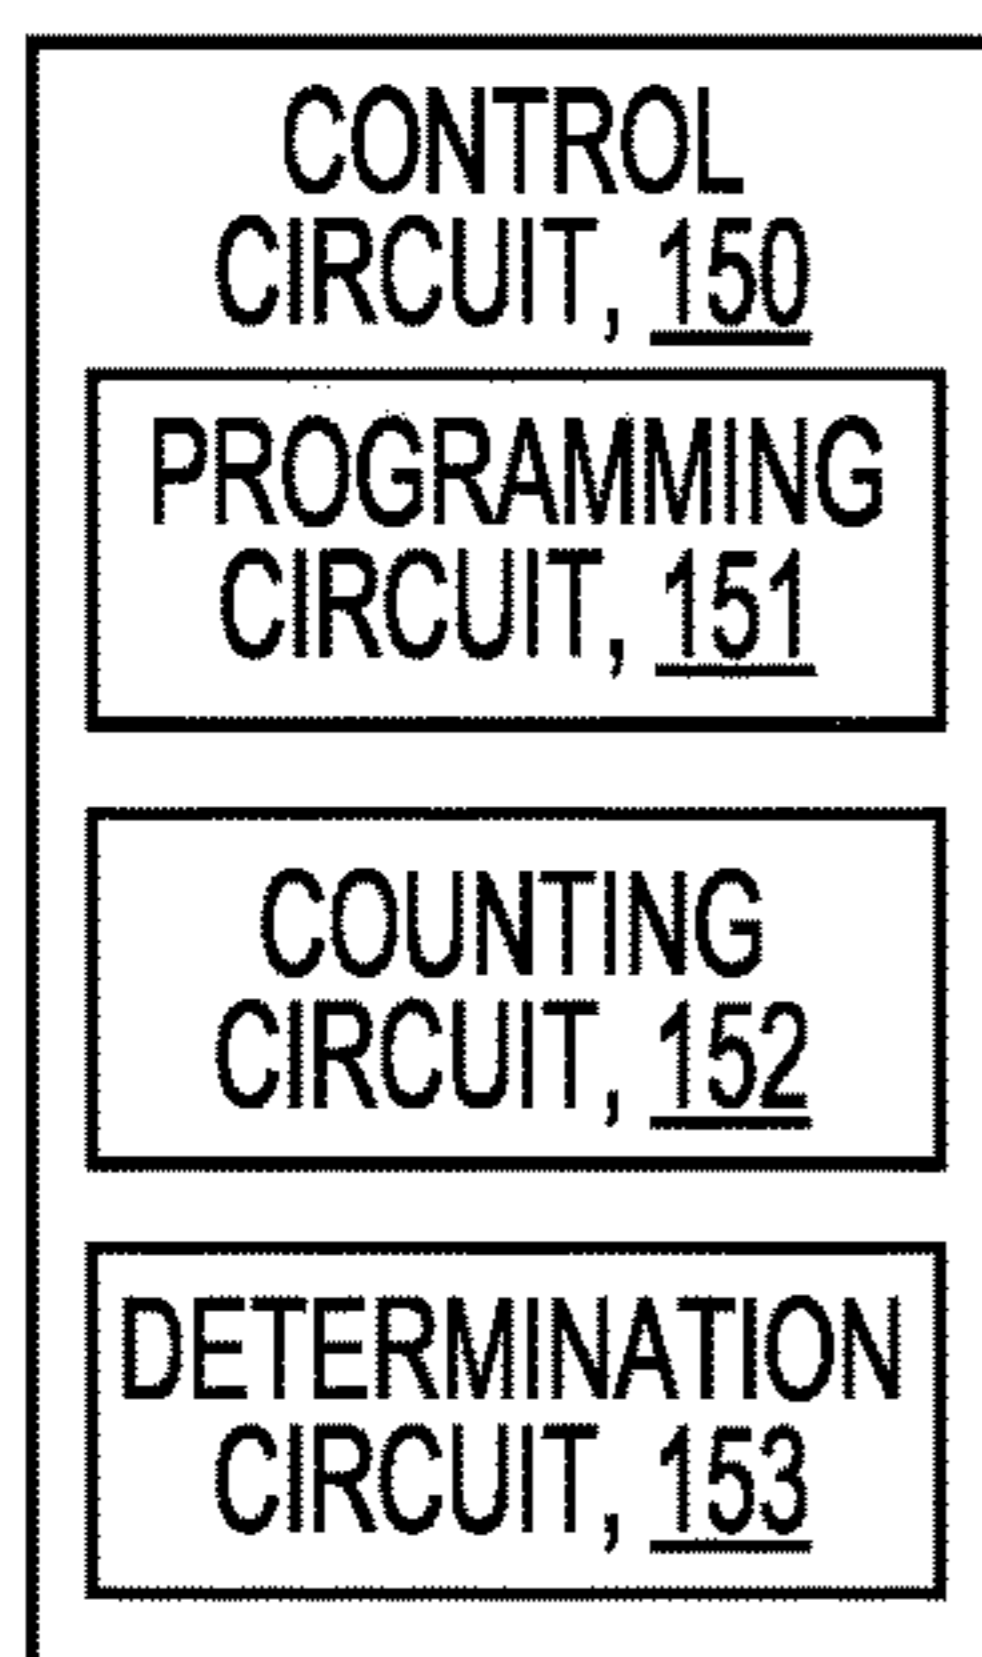 CONTROL
CIRCUIT, 150
PROGRAMMING
CIRCUIT, 151
COUNTING
CIRCUIT, 152
DETERMINATION
CIRCUIT, 153